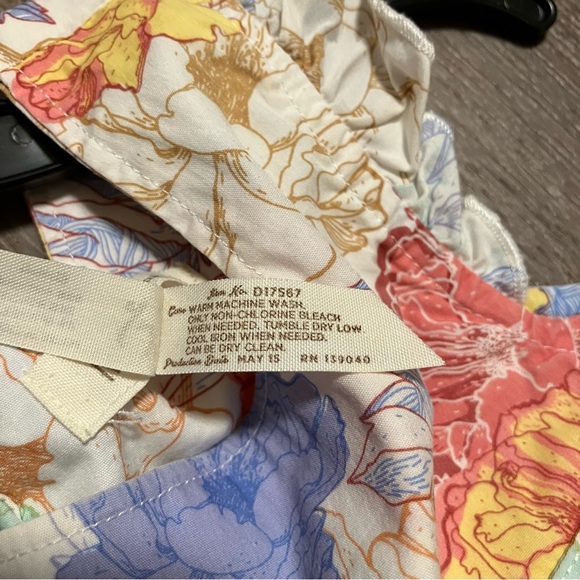 Item No. D17S67
Care WARM MACHINE WASH.
ONLY NON-CHLORINE BLEACH
WHEN NEEDED. TUMBLE DRY LOW
COOL IRON WHEN NEEDED.
CAN BE DRY CLEAN.
Production Date MAY 15 RN 139040